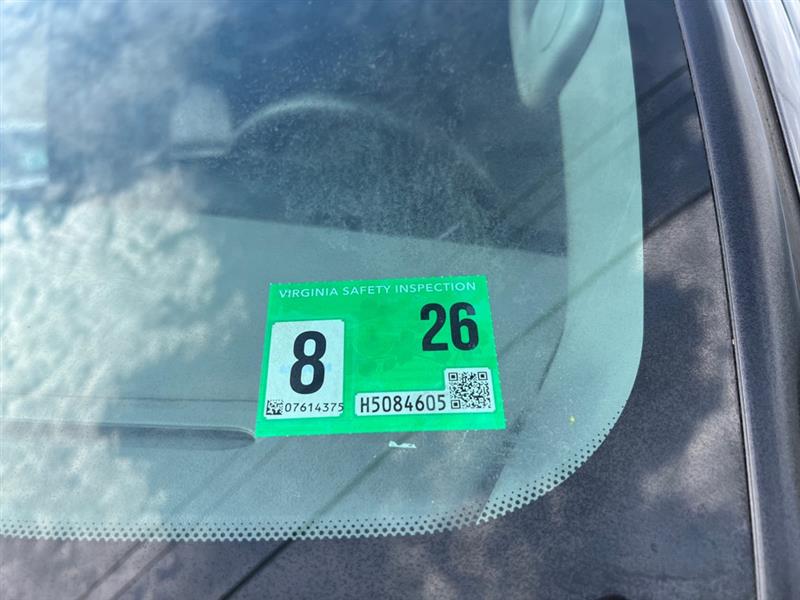 VIRGINIA SAFETY INSPECTION
8 26
07614375 H5084605